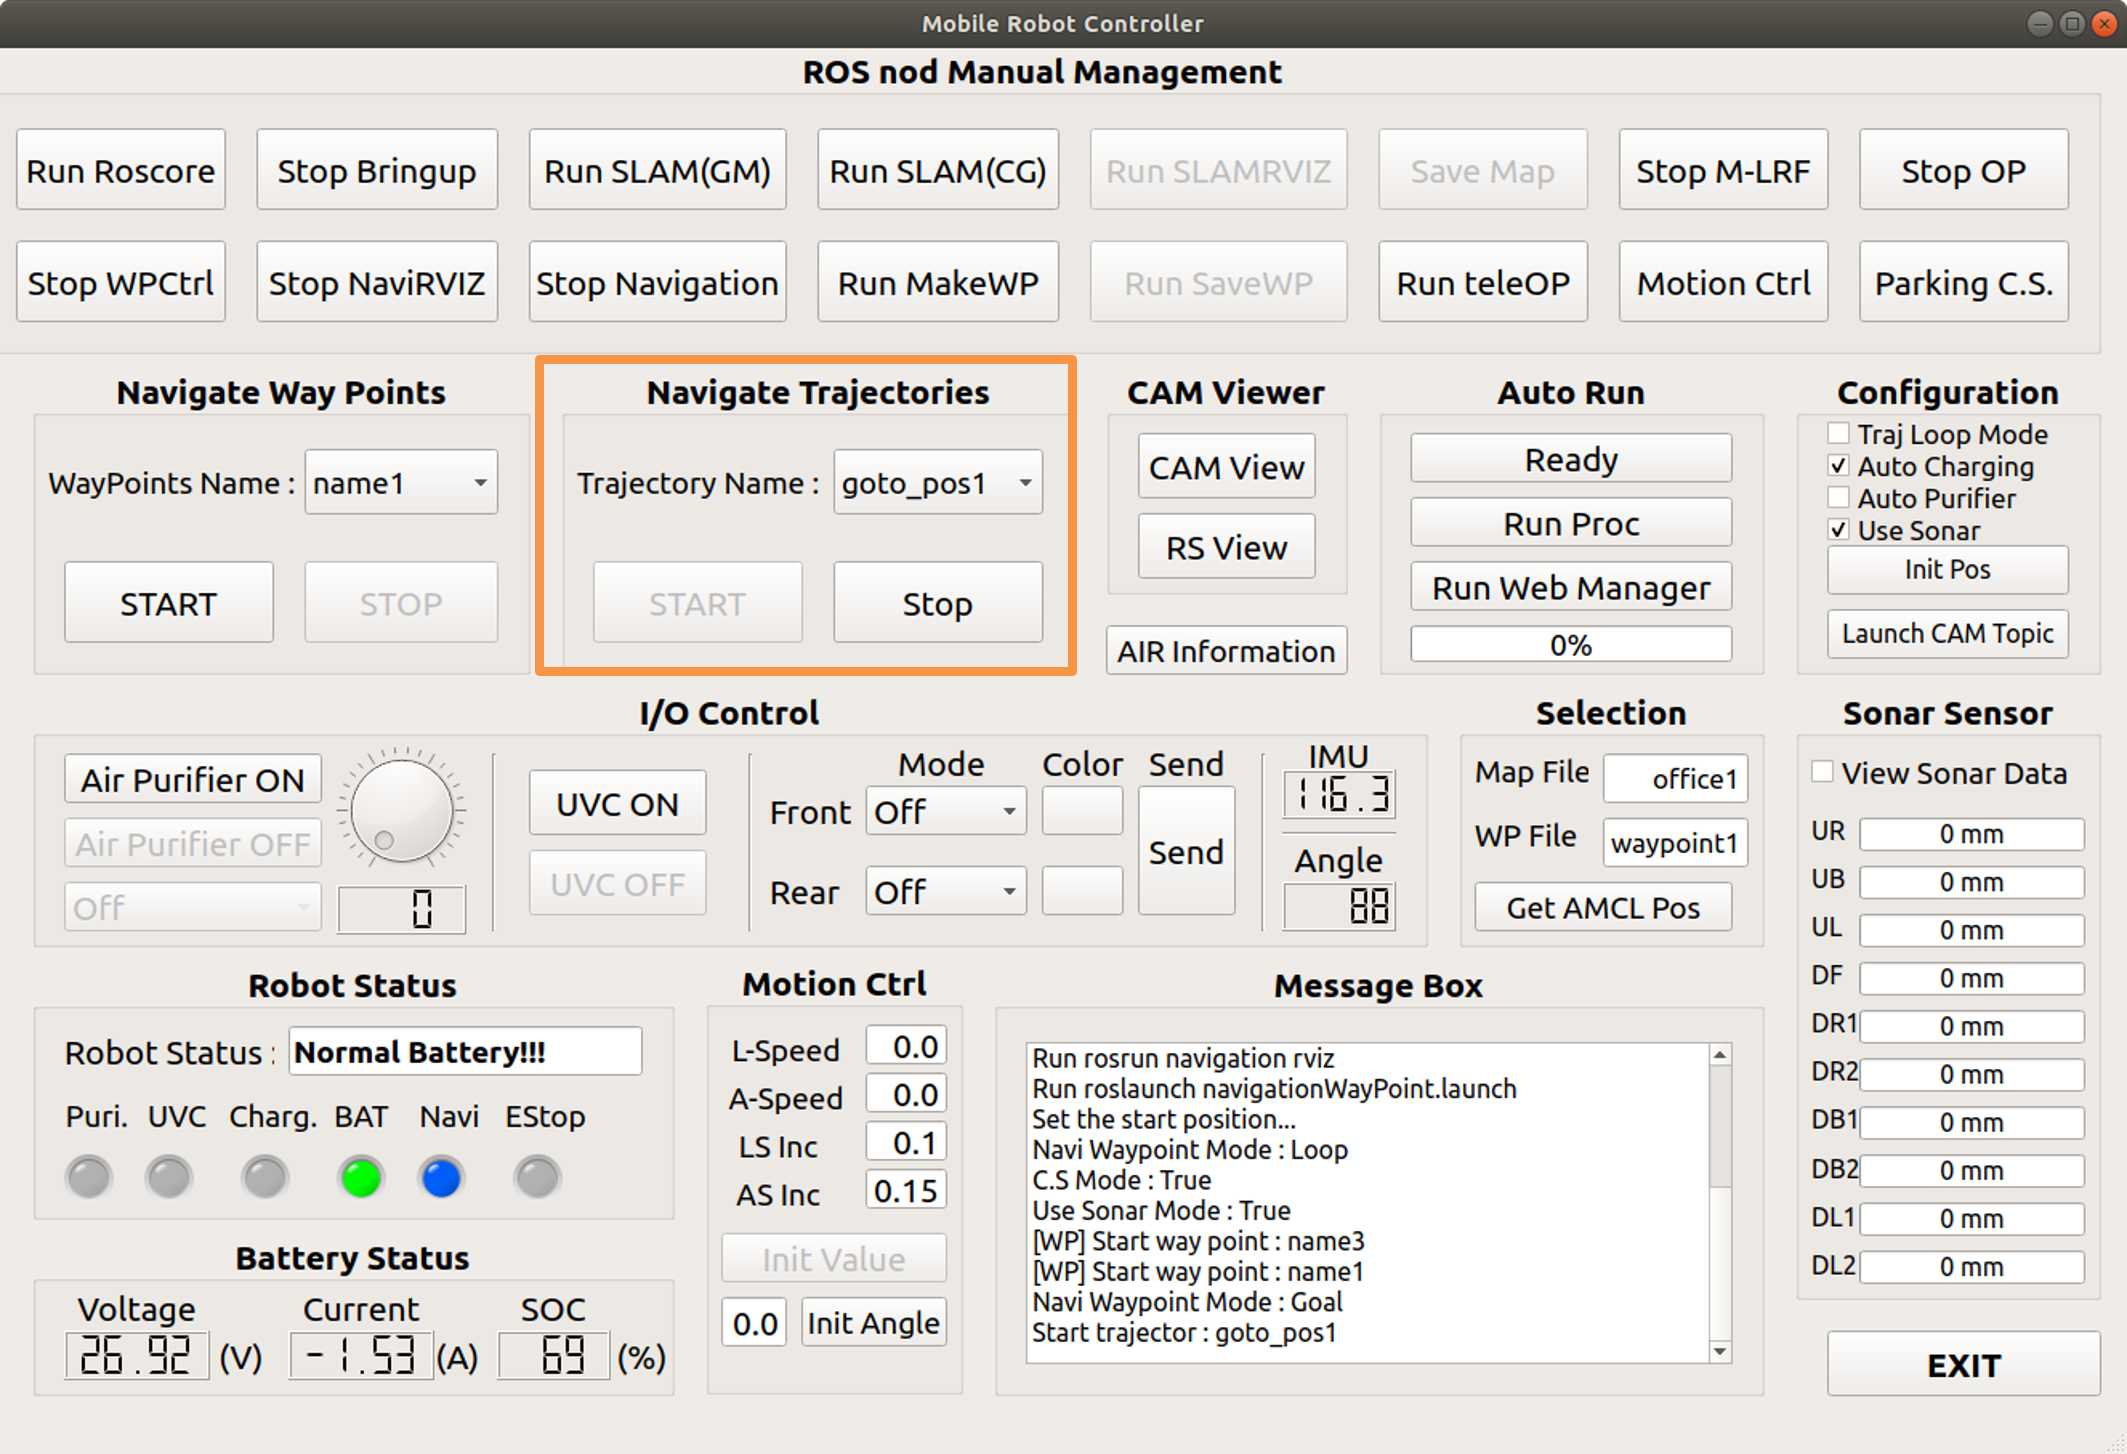 Mobile Robot Controller
ROS nod Manual Management
Run Roscore Stop Bringup Run SLAM(GM) Run SLAM(CG) Run SLAMRVIZ Save Map Stop M-LRF Stop OP
Stop WPCtrl Stop NaviRVIZ Stop Navigation Run MakeWP Run SaveWP Run teleOP Motion Ctrl Parking C.S.
Navigate Way Points
WayPoints Name : name1
START STOP
Navigate Trajectories
Trajectory Name : goto_pos1
START Stop
CAM Viewer
CAM View
RS View
AIR Information
Auto Run
Ready
Run Proc
Run Web Manager
0%
Configuration
Traj Loop Mode
Auto Charging
Auto Purifier
Use Sonar
Init Pos
Launch CAM Topic
I/O Control
Air Purifier ON
Air Purifier OFF
Off
0
UVC ON
UVC OFF
Mode Color Send
Front Off
Send
Rear Off
IMU
116.3
Angle
88
Selection
Map File office1
WP File waypoint1
Get AMCL Pos
Sonar Sensor
View Sonar Data
UR 0 mm
UB 0 mm
UL 0 mm
DF 0 mm
DR1 0 mm
DR2 0 mm
DB1 0 mm
DB2 0 mm
DL1 0 mm
DL2 0 mm
Robot Status
Robot Status : Normal Battery!!!
Puri. UVC Charg. BAT Navi EStop
Battery Status
Voltage Current SOC
26.92 (V) -1.53 (A) 69 (%)
Motion Ctrl
L-Speed 0.0
A-Speed 0.0
LS Inc 0.1
AS Inc 0.15
Init Value
0.0 Init Angle
Message Box
Run rosrun navigation rviz
Run roslaunch navigationWayPoint.launch
Set the start position...
Navi Waypoint Mode : Loop
C.S Mode : True
Use Sonar Mode : True
[WP] Start way point : name3
[WP] Start way point : name1
Navi Waypoint Mode : Goal
Start trajector : goto_pos1
EXIT